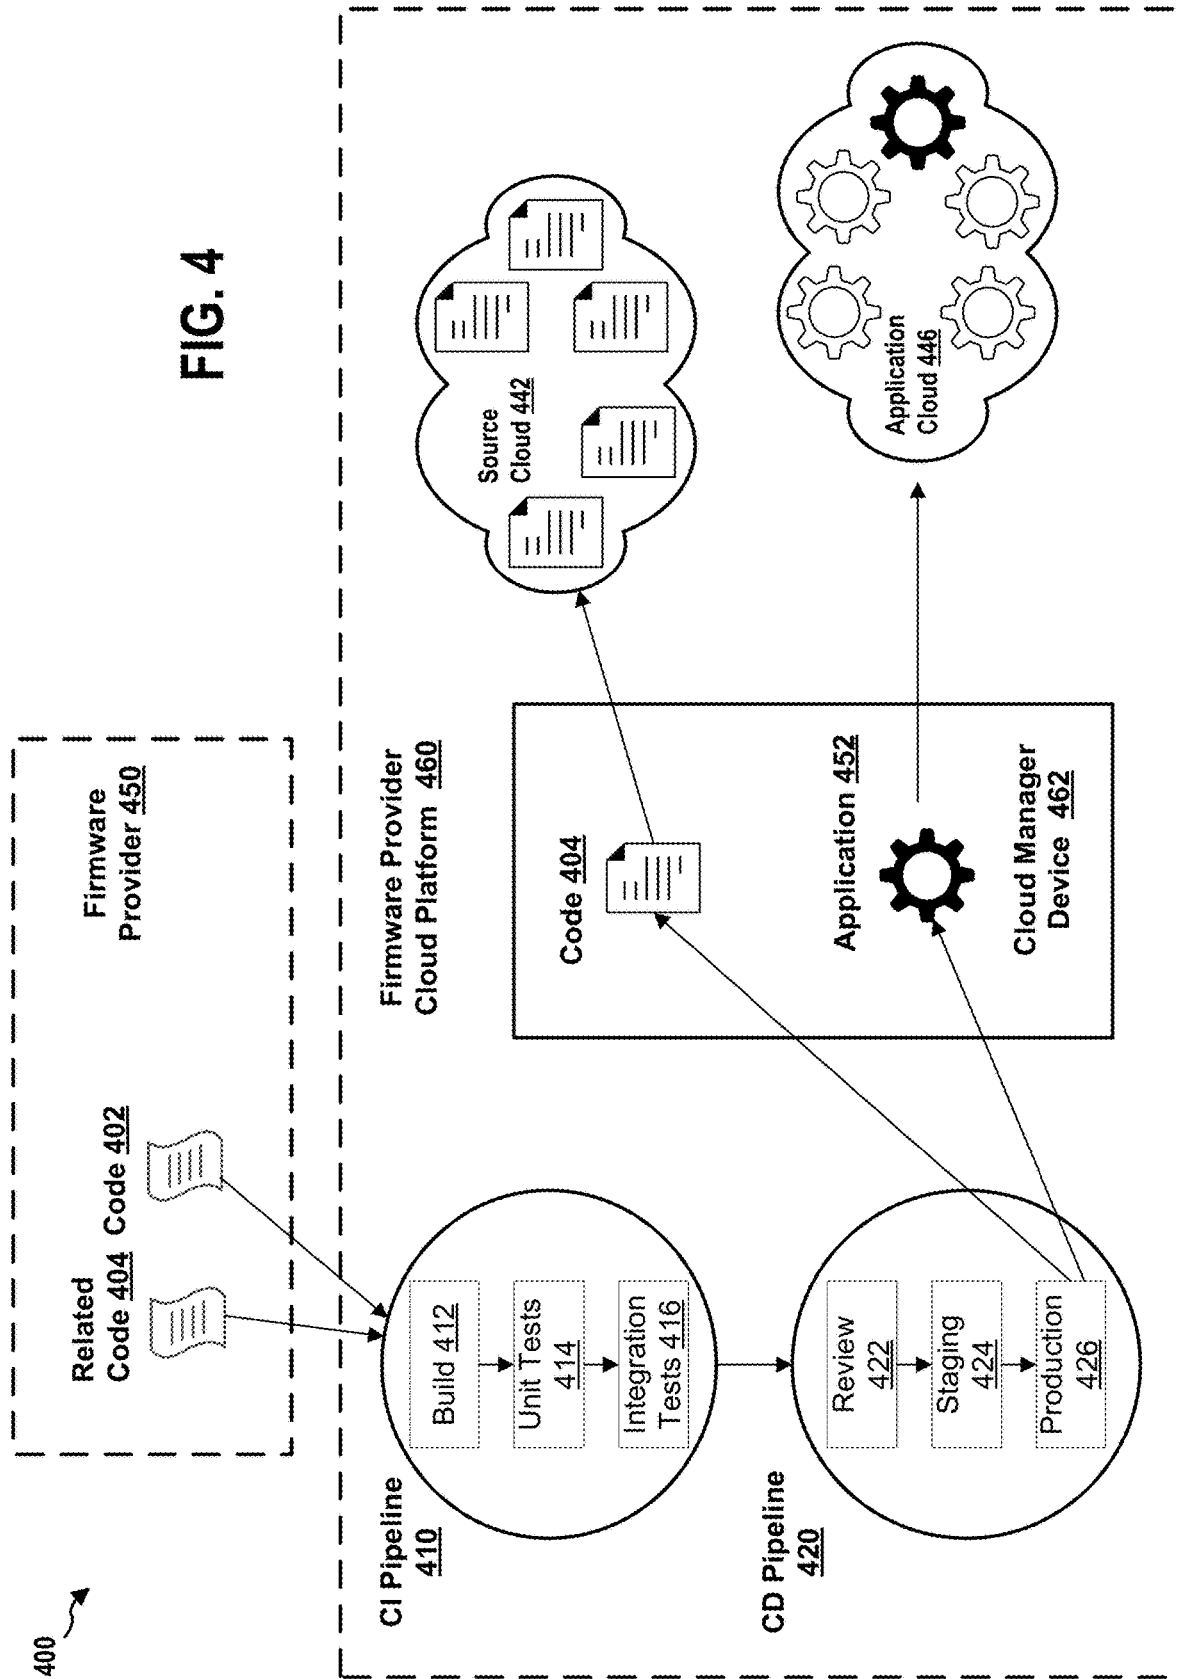 400
FIG. 4
Firmware
Provider 450
Related
Code 404
Code 402
CI Pipeline
410
Build 412
Unit Tests
414
Integration
Tests 416
CD Pipeline
420
Review
422
Staging
424
Production
426
Firmware Provider
Cloud Platform 460
Code 404
Application 452
Cloud Manager
Device 462
Source
Cloud 442
Application
Cloud 446